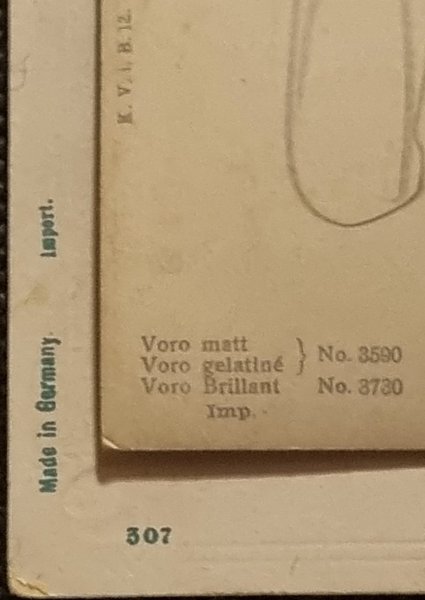 K. V. i. B. 12.
Voro matt
Voro gelatiné } No. 3590
Voro Brillant No. 3730
Imp.
Made in Germany. Import.
307